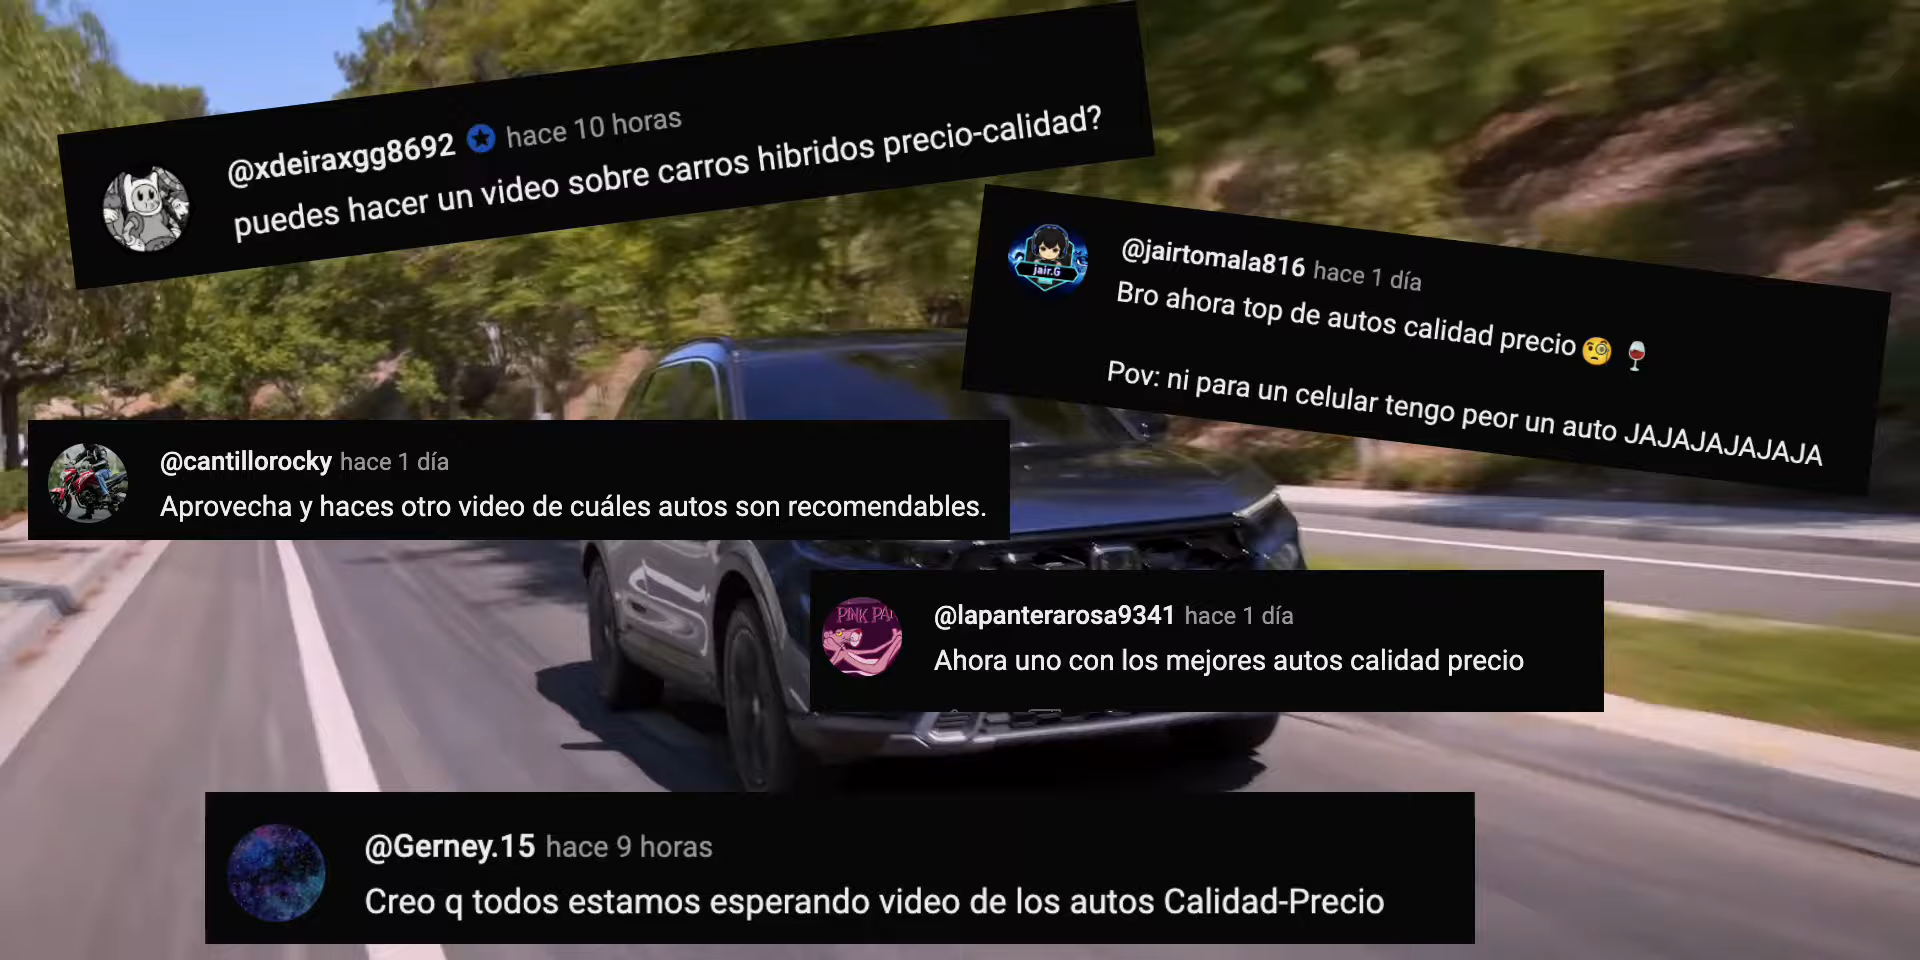 @xdeiraxgg8692 hace 10 horas
puedes hacer un video sobre carros hibridos precio-calidad?
@jairtomala816 hace 1 día
Bro ahora top de autos calidad precio🧐🍷
Pov: ni para un celular tengo peor un auto JAJAJAJAJAJA
jair.G
@cantillorocky hace 1 día
Aprovecha y haces otro video de cuáles autos son recomendables.
PINK PA
@lapanterarosa9341 hace 1 día
Ahora uno con los mejores autos calidad precio
@Gerney.15 hace 9 horas
Creo q todos estamos esperando video de los autos Calidad-Precio